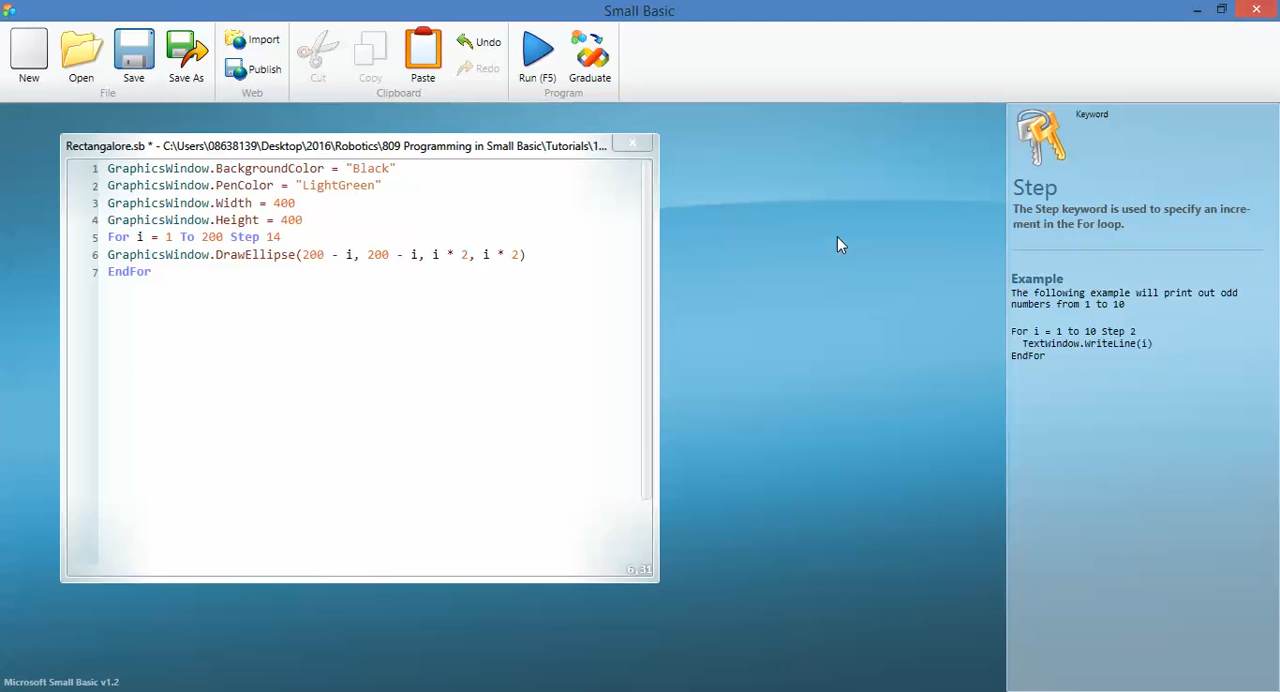 Small Basic
New
Open
Save
Save As
Import
Publish
Cut
Copy
Paste
Undo
Redo
Run (F5)
Graduate
File
Web
Clipboard
Program
Rectangalore.sb * - C:\Users\08638139\Desktop\2016\Robotics\809 Programming in Small Basic\Tutorials\1...
1 GraphicsWindow.BackgroundColor = "Black"
2 GraphicsWindow.PenColor = "LightGreen"
3 GraphicsWindow.Width = 400
4 GraphicsWindow.Height = 400
5 For i = 1 To 200 Step 14
6 GraphicsWindow.DrawEllipse(200 - i, 200 - i, i * 2, i * 2)
7 EndFor
6,31
Keyword
Step
The Step keyword is used to specify an incre-
ment in the For loop.
Example
The following example will print out odd
numbers from 1 to 10
For i = 1 to 10 Step 2
TextWindow.WriteLine(i)
EndFor
Microsoft Small Basic v1.2